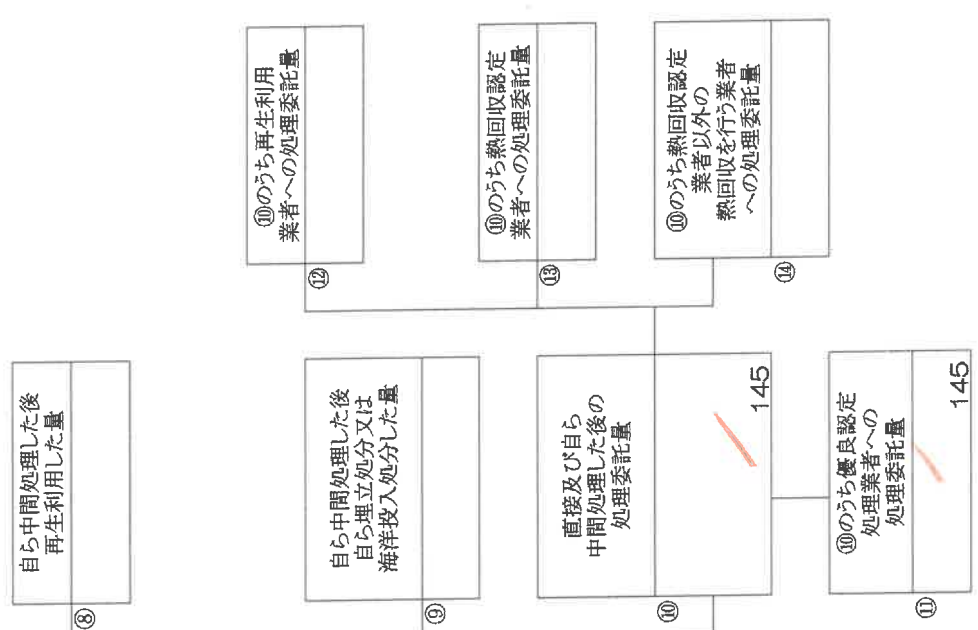 ⑧
自ら中間処理した後
再生利用した量
⑨
自ら中間処理した後
自ら埋立処分又は
海洋投入処分した量
⑩
直接及び自ら
中間処理した後の
処理委託量
145
⑪
⑩のうち優良認定
処理業者への
処理委託量
145
⑫
⑩のうち再生利用
業者への処理委託量
⑬
⑩のうち熱回収認定
業者への処理委託量
⑭
⑩のうち熱回収認定
業者以外の
熱回収を行う業者
への処理委託量